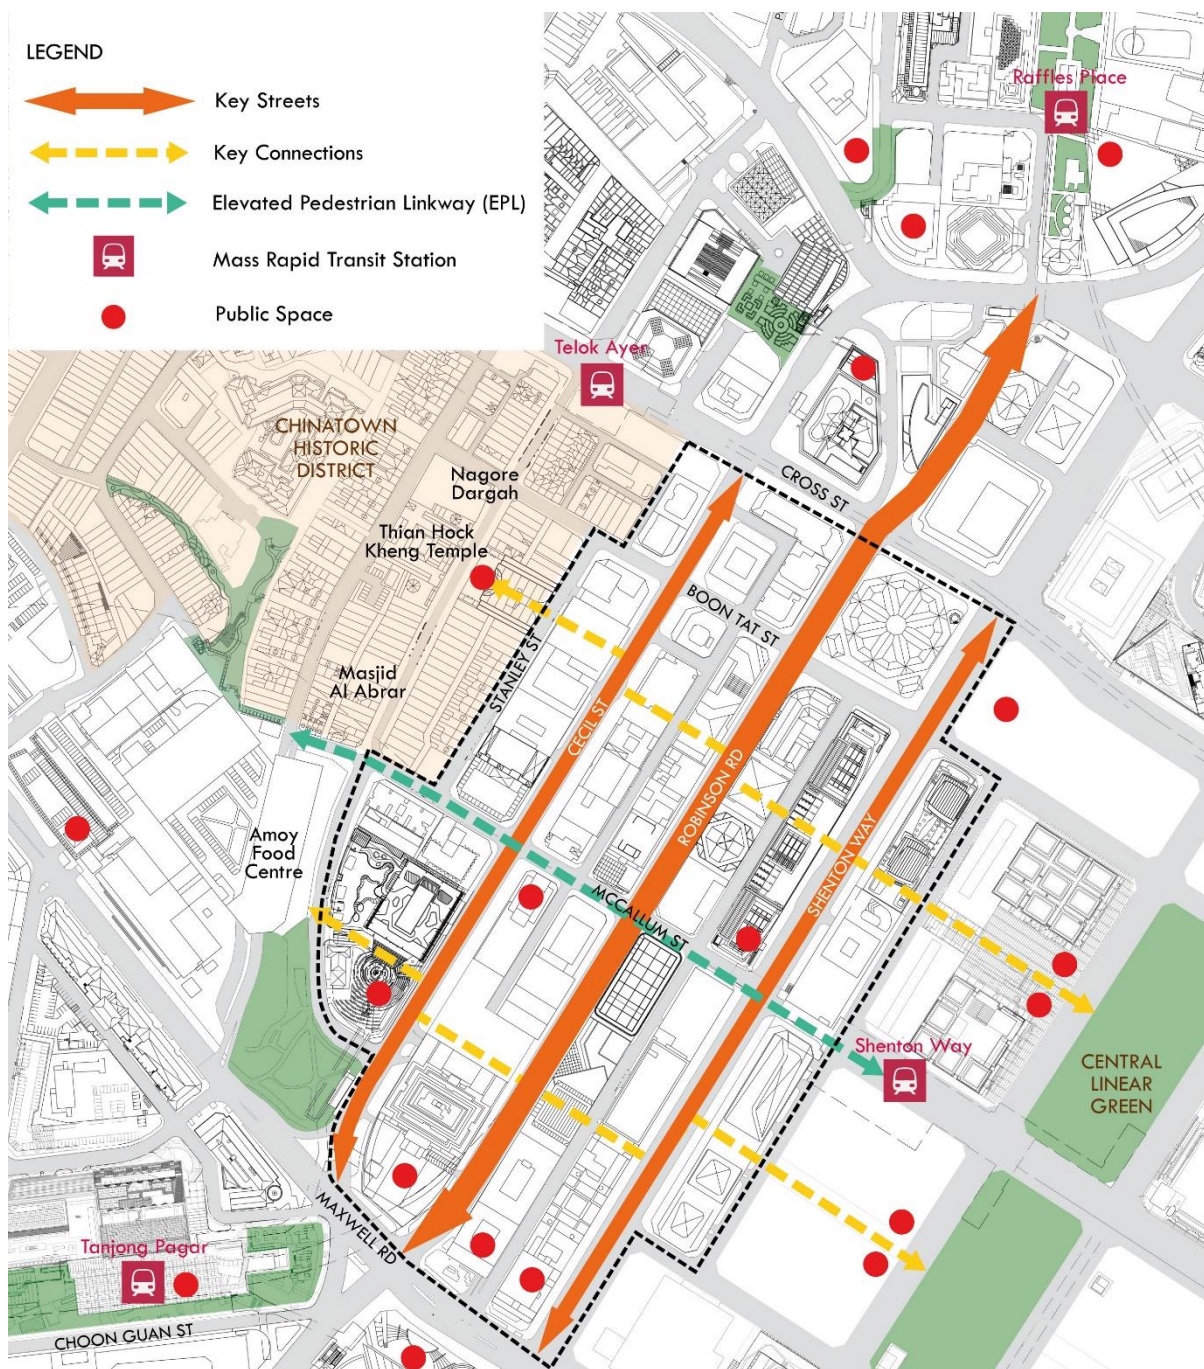 LEGEND
Key Streets
Key Connections
Elevated Pedestrian Linkway (EPL)
Mass Rapid Transit Station
Public Space
Raffles Place
Telok Ayer
CHINATOWN
HISTORIC
DISTRICT
Nagore
Dargah
CROSS ST
Thian Hock
Kheng Temple
BOON TAT ST
STANLEY ST
Masjid
Al Abrar
CECIL ST
ROBINSON RD
SHENTON WAY
Amoy
Food
Centre
MCCALLUM ST
Shenton Way
CENTRAL
LINEAR
GREEN
MAXWELL RD
Tanjong Pagar
CHOON GUAN ST